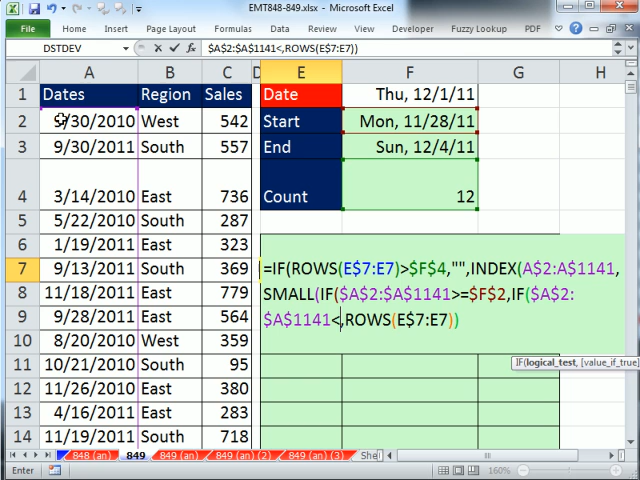 EMT848-849.xlsx - Microsoft Excel
File Home Insert Page Layout Formulas Data Review View Developer Fuzzy Lookup PDF
DSTDEV fx $A$2:$A$1141<,ROWS(E$7:E7))
A B C D E F G H
1 Dates Region Sales Date Thu, 12/1/11
2 5/30/2010 West 542 Start Mon, 11/28/11
3 9/30/2011 South 557 End Sun, 12/4/11
4 3/14/2010 East 736 Count 12
5 5/22/2010 South 287
6 1/19/2011 East 323
7 9/13/2011 South 369 =IF(ROWS(E$7:E7)>$F$4,"",INDEX(A$2:A$1141,
8 11/18/2011 East 779 SMALL(IF($A$2:$A$1141>=$F$2,IF($A$2:
9 9/28/2011 East 564 $A$1141<,ROWS(E$7:E7))
10 8/20/2010 West 359
11 10/21/2011 South 95 IF(logical_test, [value_if_true]
12 11/26/2010 East 380
13 4/16/2011 East 283
14 11/19/2011 South 718
848 (an) 849 849 (an) 849 (an) (2) 849 (an) (3) She
Enter 160%